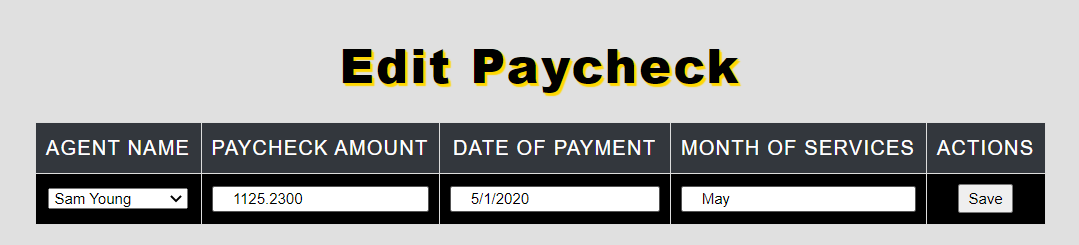 Edit Paycheck
AGENT NAME PAYCHECK AMOUNT DATE OF PAYMENT MONTH OF SERVICES ACTIONS
Sam Young 1125.2300 5/1/2020 May Save